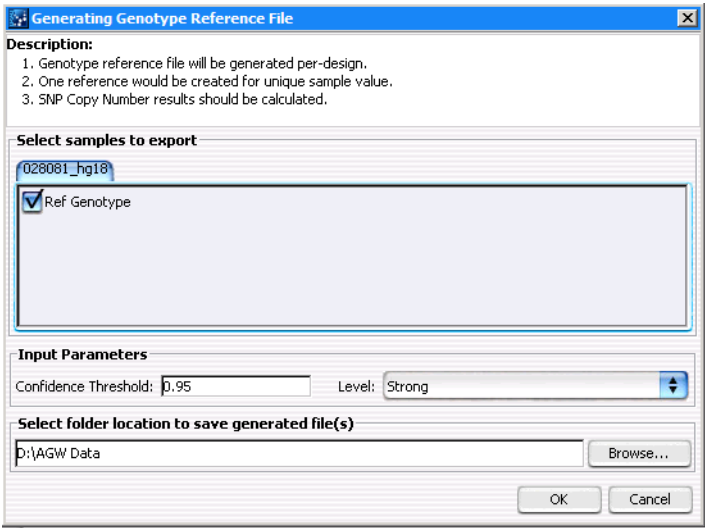 Generating Genotype Reference File
Description:
1. Genotype reference file will be generated per-design.
2. One reference would be created for unique sample value.
3. SNP Copy Number results should be calculated.
Select samples to export
028081_hg18
Ref Genotype
Input Parameters
Confidence Threshold: 0.95 Level: Strong
Select folder location to save generated file(s)
D:\AGW Data Browse...
OK Cancel